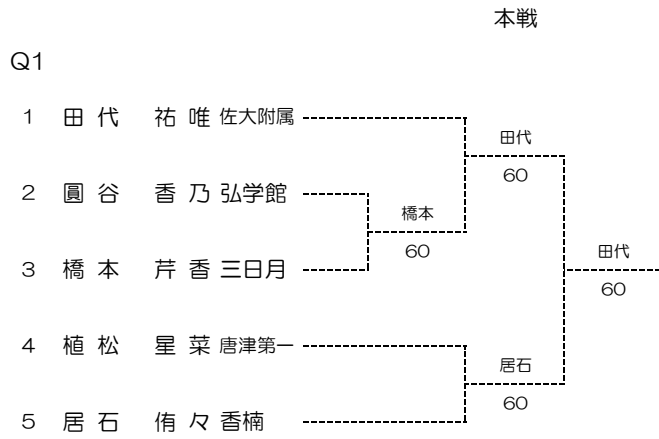 本戦
Q1
1 田代 祐唯 佐大附属
田代
60
2 圓谷 香乃 弘学館
橋本
60
田代
60
3 橋本 芹香 三日月
4 植松 星菜 唐津第一
居石
60
5 居石 侑々 香楠